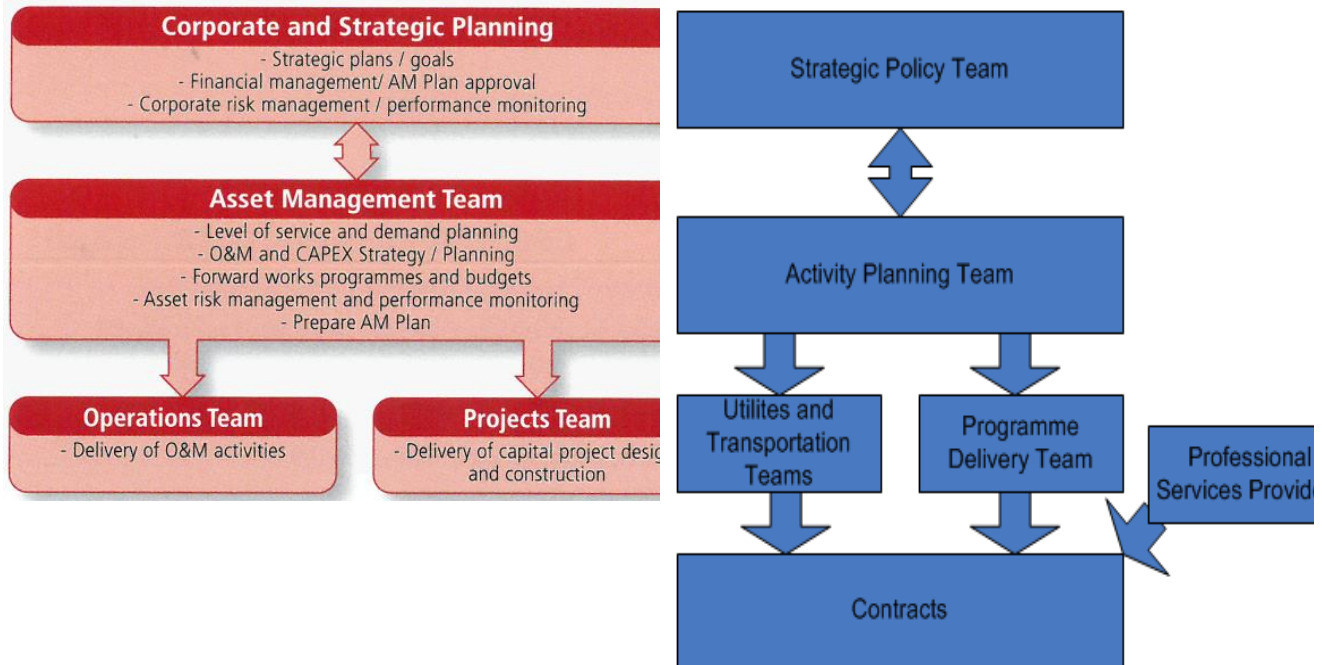 Corporate and Strategic Planning
- Strategic plans / goals
- Financial management/ AM Plan approval
- Corporate risk management / performance monitoring
Asset Management Team
- Level of service and demand planning
- O&M and CAPEX Strategy / Planning
- Forward works programmes and budgets
- Asset risk management and performance monitoring
- Prepare AM Plan
Operations Team
- Delivery of O&M activities
Projects Team
- Delivery of capital project desig
and construction
Strategic Policy Team
Activity Planning Team
Utilites and
Transportation
Teams
Programme
Delivery Team
Professional
Services Provide
Contracts